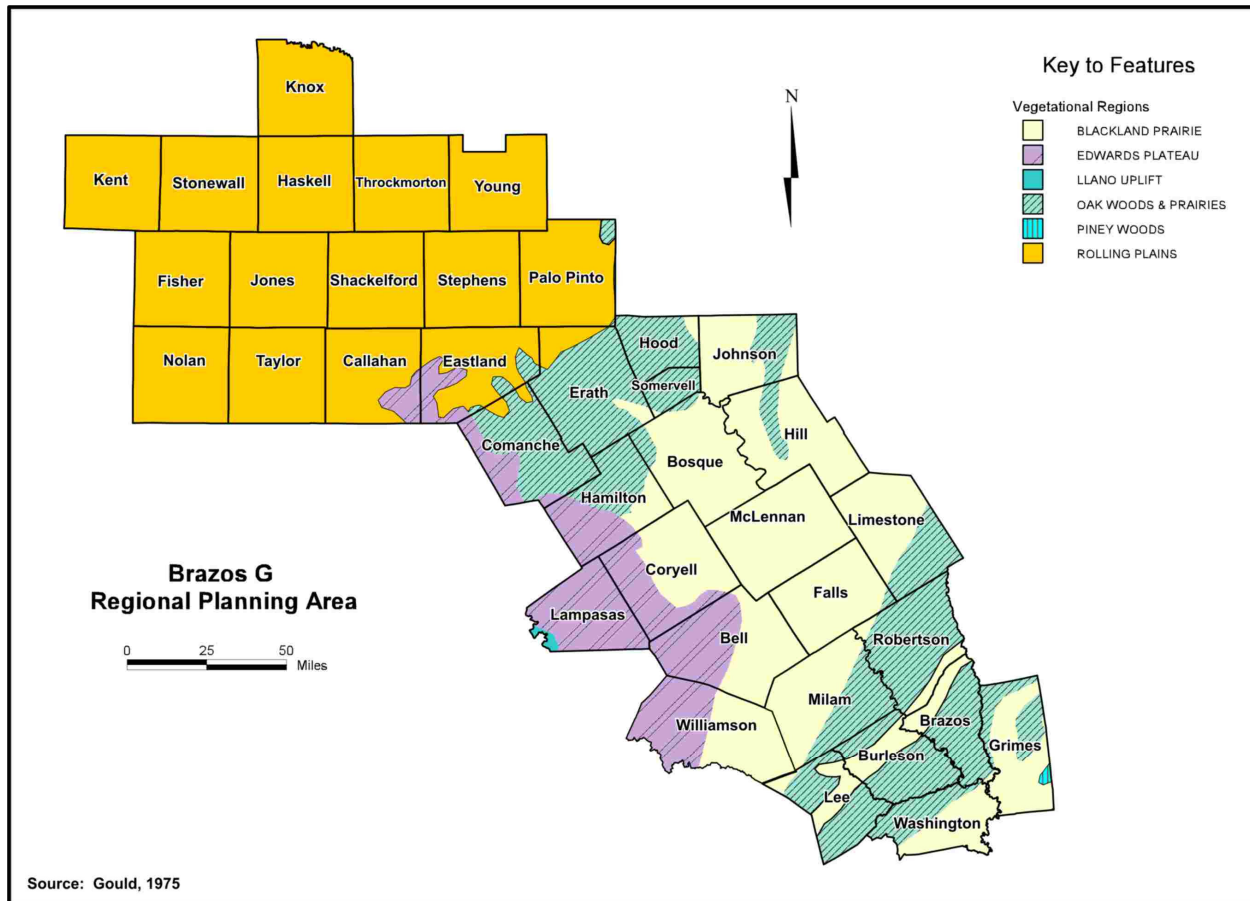 Key to Features
Vegetational Regions
BLACKLAND PRAIRIE
EDWARDS PLATEAU
LLANO UPLIFT
OAK WOODS & PRAIRIES
PINEY WOODS
ROLLING PLAINS
N
Knox
Kent
Stonewall
Haskell
Throckmorton
Young
Fisher
Jones
Shackelford
Stephens
Palo Pinto
Nolan
Taylor
Callahan
Eastland
Hood
Johnson
Erath
Somervell
Comanche
Hill
Bosque
Hamilton
McLennan
Limestone
Coryell
Falls
Lampasas
Bell
Robertson
Milam
Williamson
Brazos
Grimes
Burleson
Lee
Washington
Brazos G
Regional Planning Area
0 25 50
Miles
Source: Gould, 1975